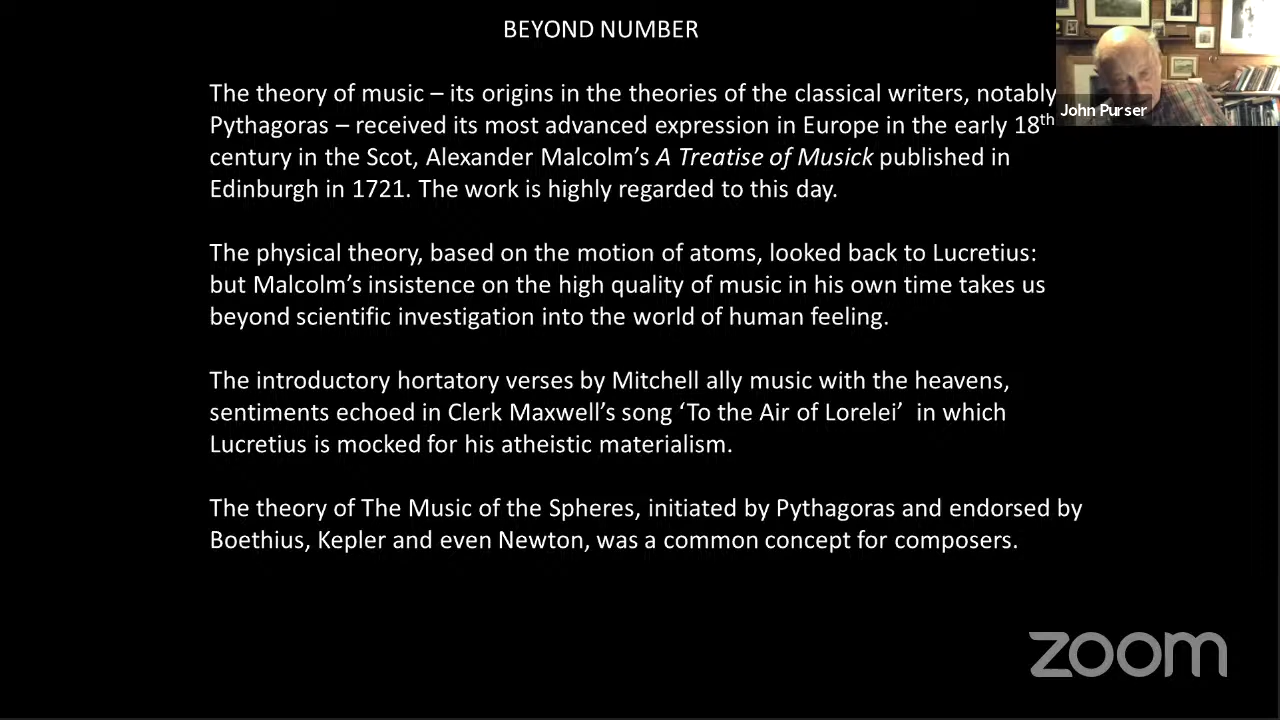 BEYOND NUMBER
The theory of music – its origins in the theories of the classical writers, notably
Pythagoras – received its most advanced expression in Europe in the early 18th
century in the Scot, Alexander Malcolm's A Treatise of Musick published in
Edinburgh in 1721. The work is highly regarded to this day.
The physical theory, based on the motion of atoms, looked back to Lucretius:
but Malcolm's insistence on the high quality of music in his own time takes us
beyond scientific investigation into the world of human feeling.
The introductory hortatory verses by Mitchell ally music with the heavens,
sentiments echoed in Clerk Maxwell's song ‘To the Air of Lorelei’ in which
Lucretius is mocked for his atheistic materialism.
The theory of The Music of the Spheres, initiated by Pythagoras and endorsed by
Boethius, Kepler and even Newton, was a common concept for composers.
John Purser
zoom